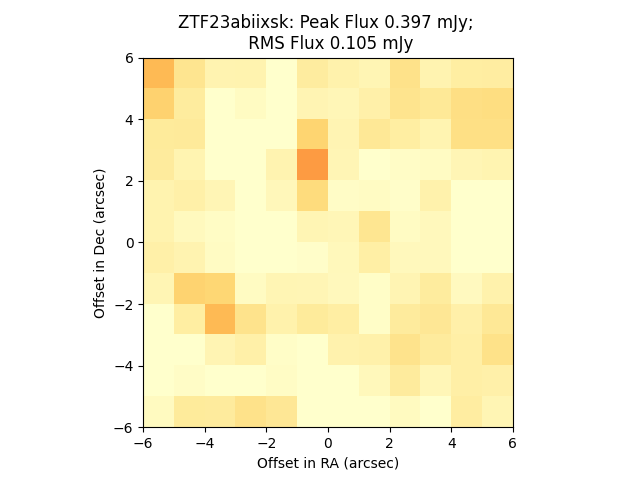 ZTF23abiixsk: Peak Flux 0.397 mJy;
RMS Flux 0.105 mJy
6
4
2
0
−2
−4
−6
Offset in Dec (arcsec)
−6 −4 −2 0 2 4 6
Offset in RA (arcsec)